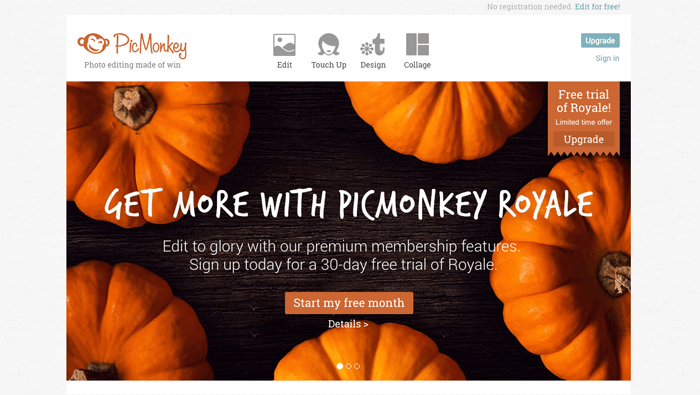 No registration needed. Edit for free!
PicMonkey
Photo editing made of win
Edit
Touch Up
Design
Collage
Upgrade
Sign in
Free trial
of Royale!
Limited time offer
Upgrade
GET MORE WITH PICMONKEY ROYALE
Edit to glory with our premium membership features.
Sign up today for a 30-day free trial of Royale.
Start my free month
Details >